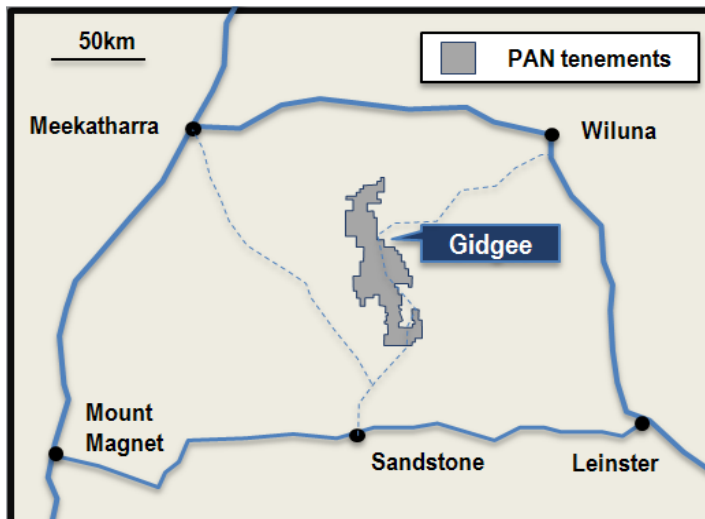 50km
PAN tenements
Meekatharra
Wiluna
Gidgee
Mount
Magnet
Sandstone
Leinster